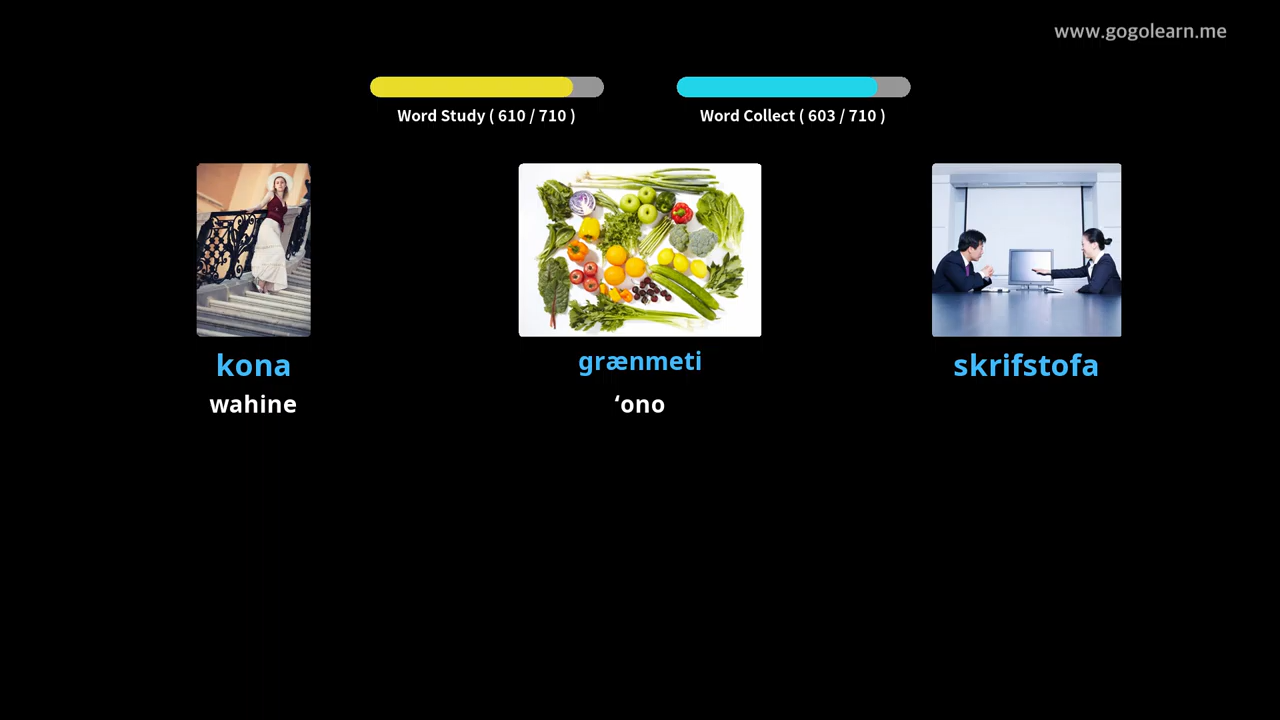 www.gogolearn.me
Word Study ( 610 / 710 )
Word Collect ( 603 / 710 )
kona
grænmeti
skrifstofa
wahine
ʻono